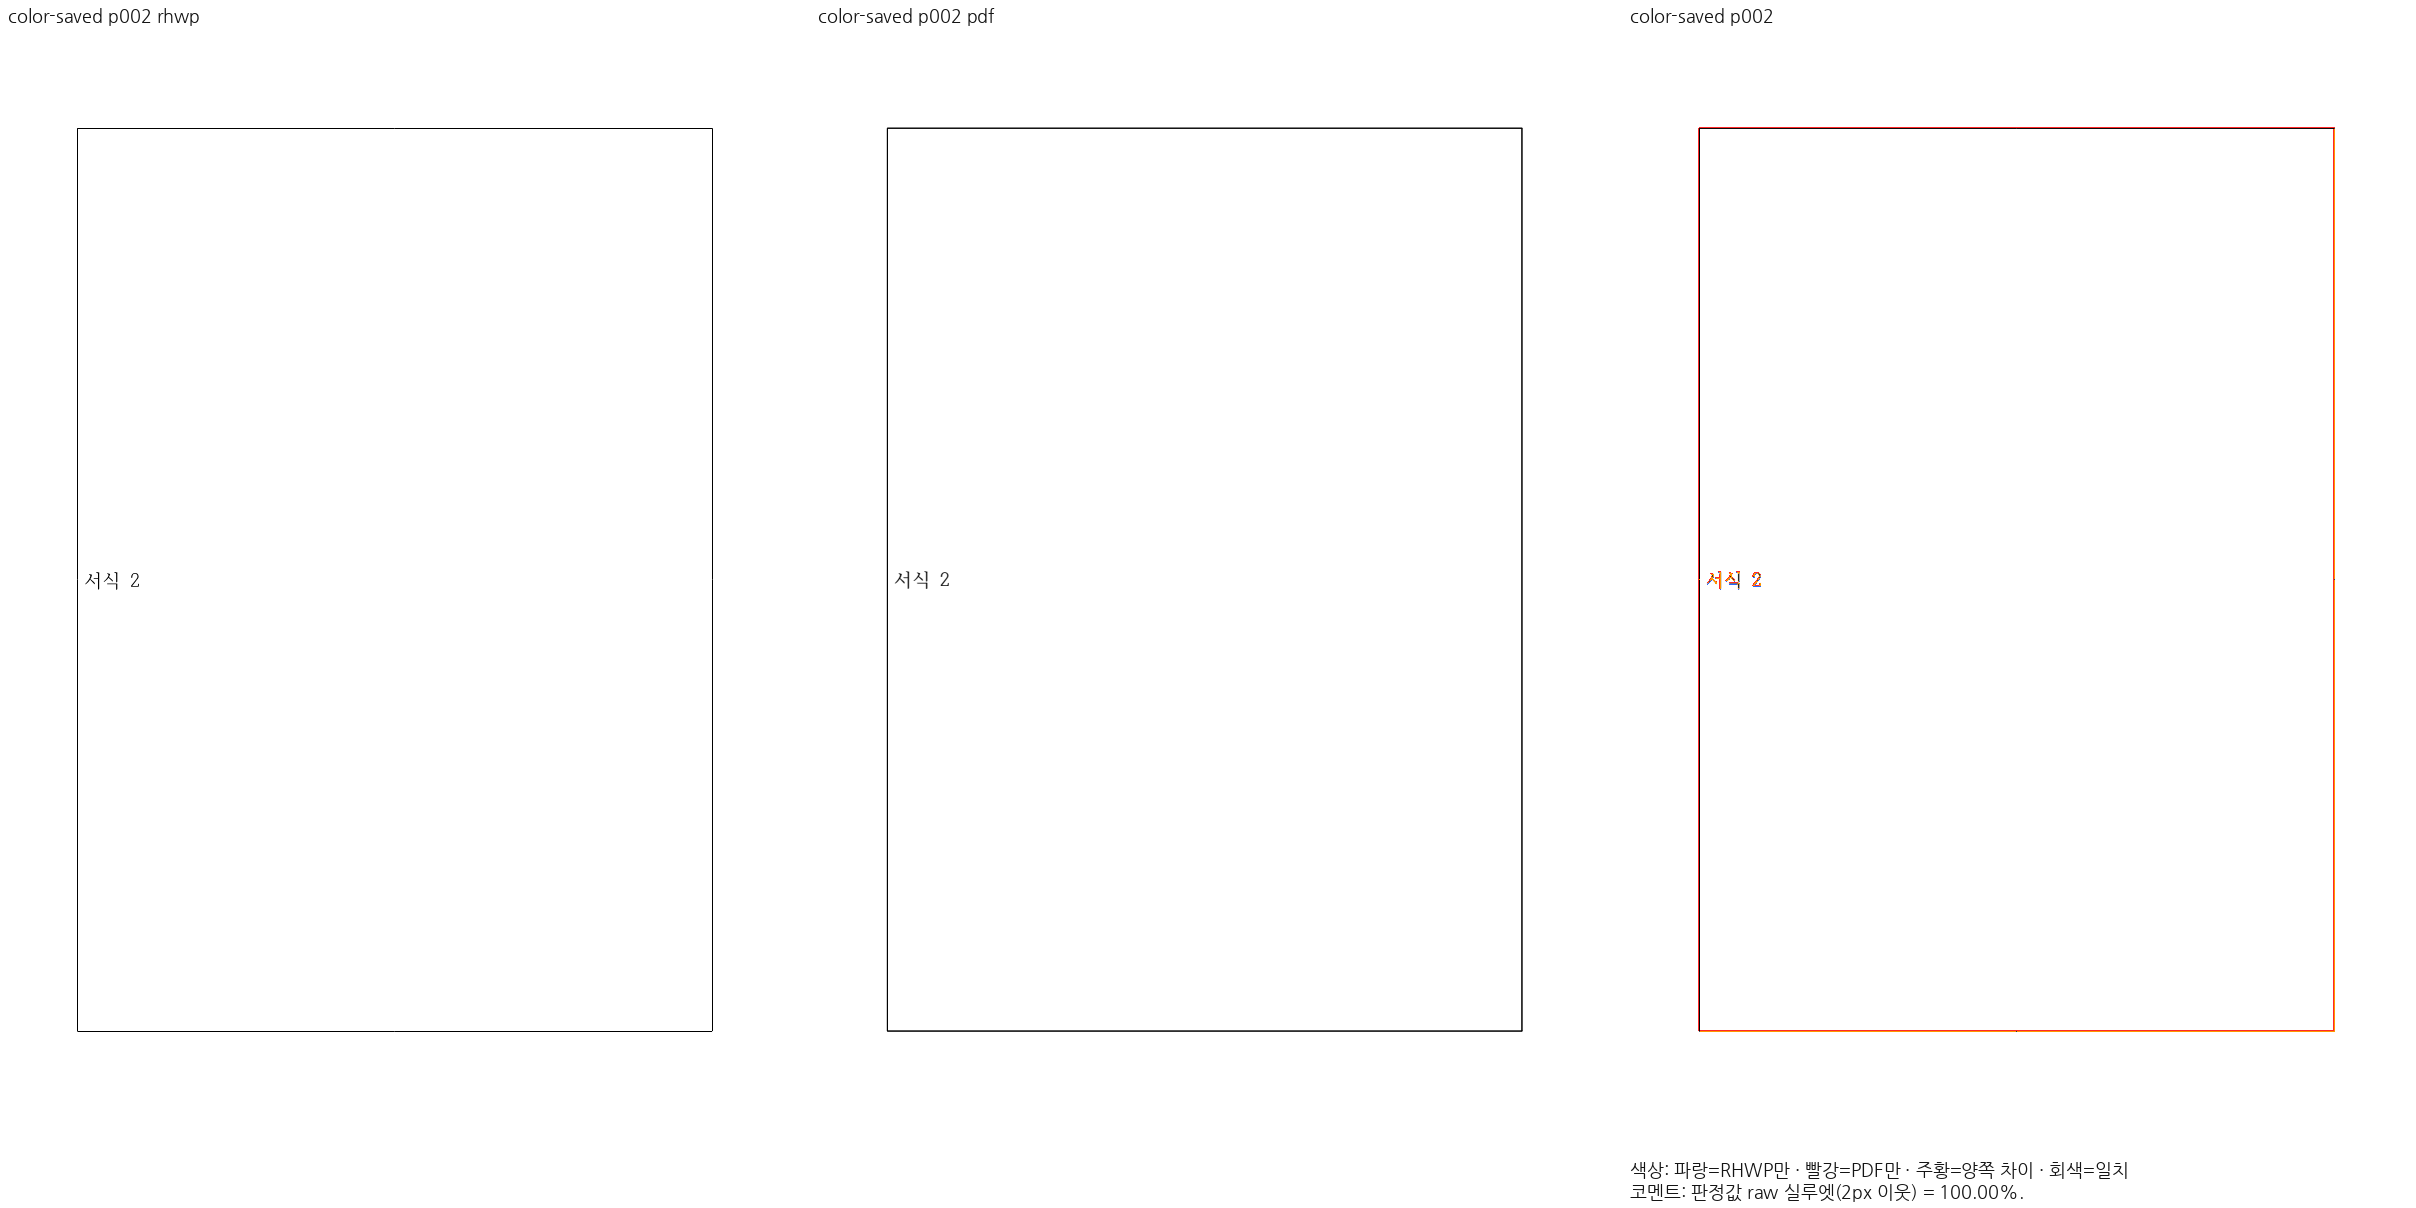 color-saved p002 rhwp
color-saved p002 pdf
color-saved p002
서식 2
서식 2
서식 2
색상: 파랑=RHWP만 · 빨강=PDF만 · 주황=양쪽 차이 · 회색=일치
코멘트: 판정값 raw 실루엣(2px 이웃) = 100.00%.